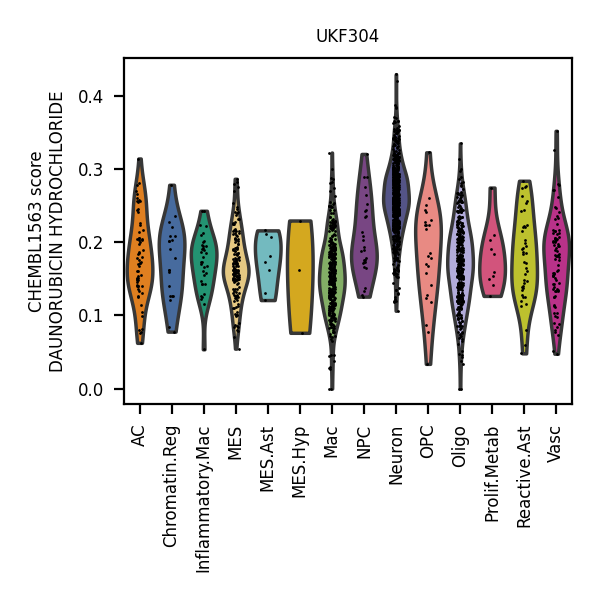 UKF304
CHEMBL1563 score
DAUNORUBICIN HYDROCHLORIDE
0.4
0.3
0.2
0.1
0.0
AC
Chromatin.Reg
Inflammatory.Mac
MES
MES.Ast
MES.Hyp
Mac
NPC
Neuron
OPC
Oligo
Prolif.Metab
Reactive.Ast
Vasc